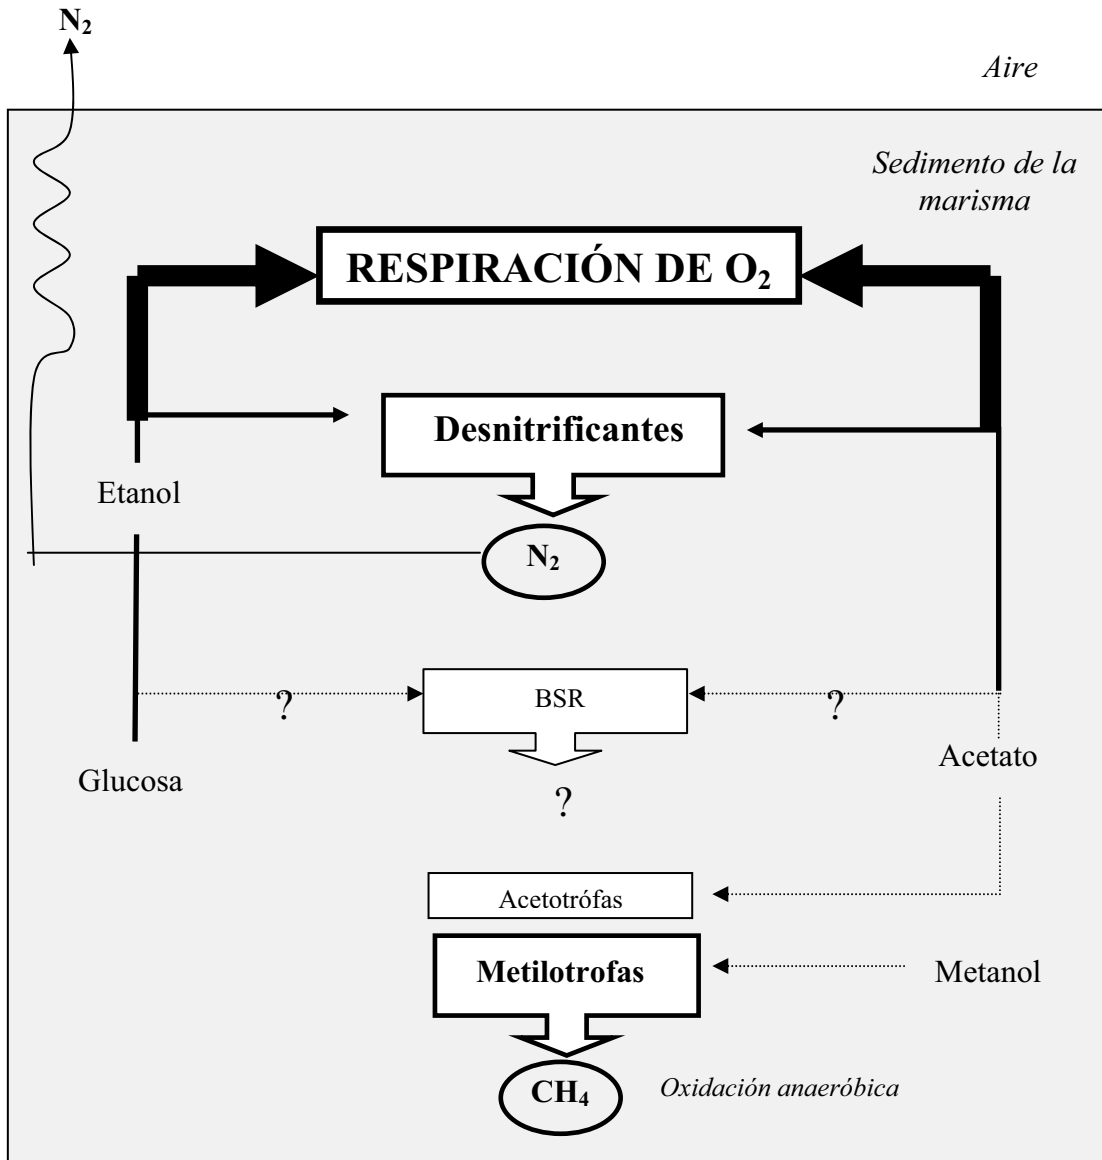 N₂
Aire
Sedimento de la
marisma
RESPIRACIÓN DE O₂
Desnitrificantes
Etanol
N₂
?
BSR
?
Glucosa
Acetato
?
Acetotrófas
Metilotrofas
Metanol
CH₄
Oxidación anaeróbica